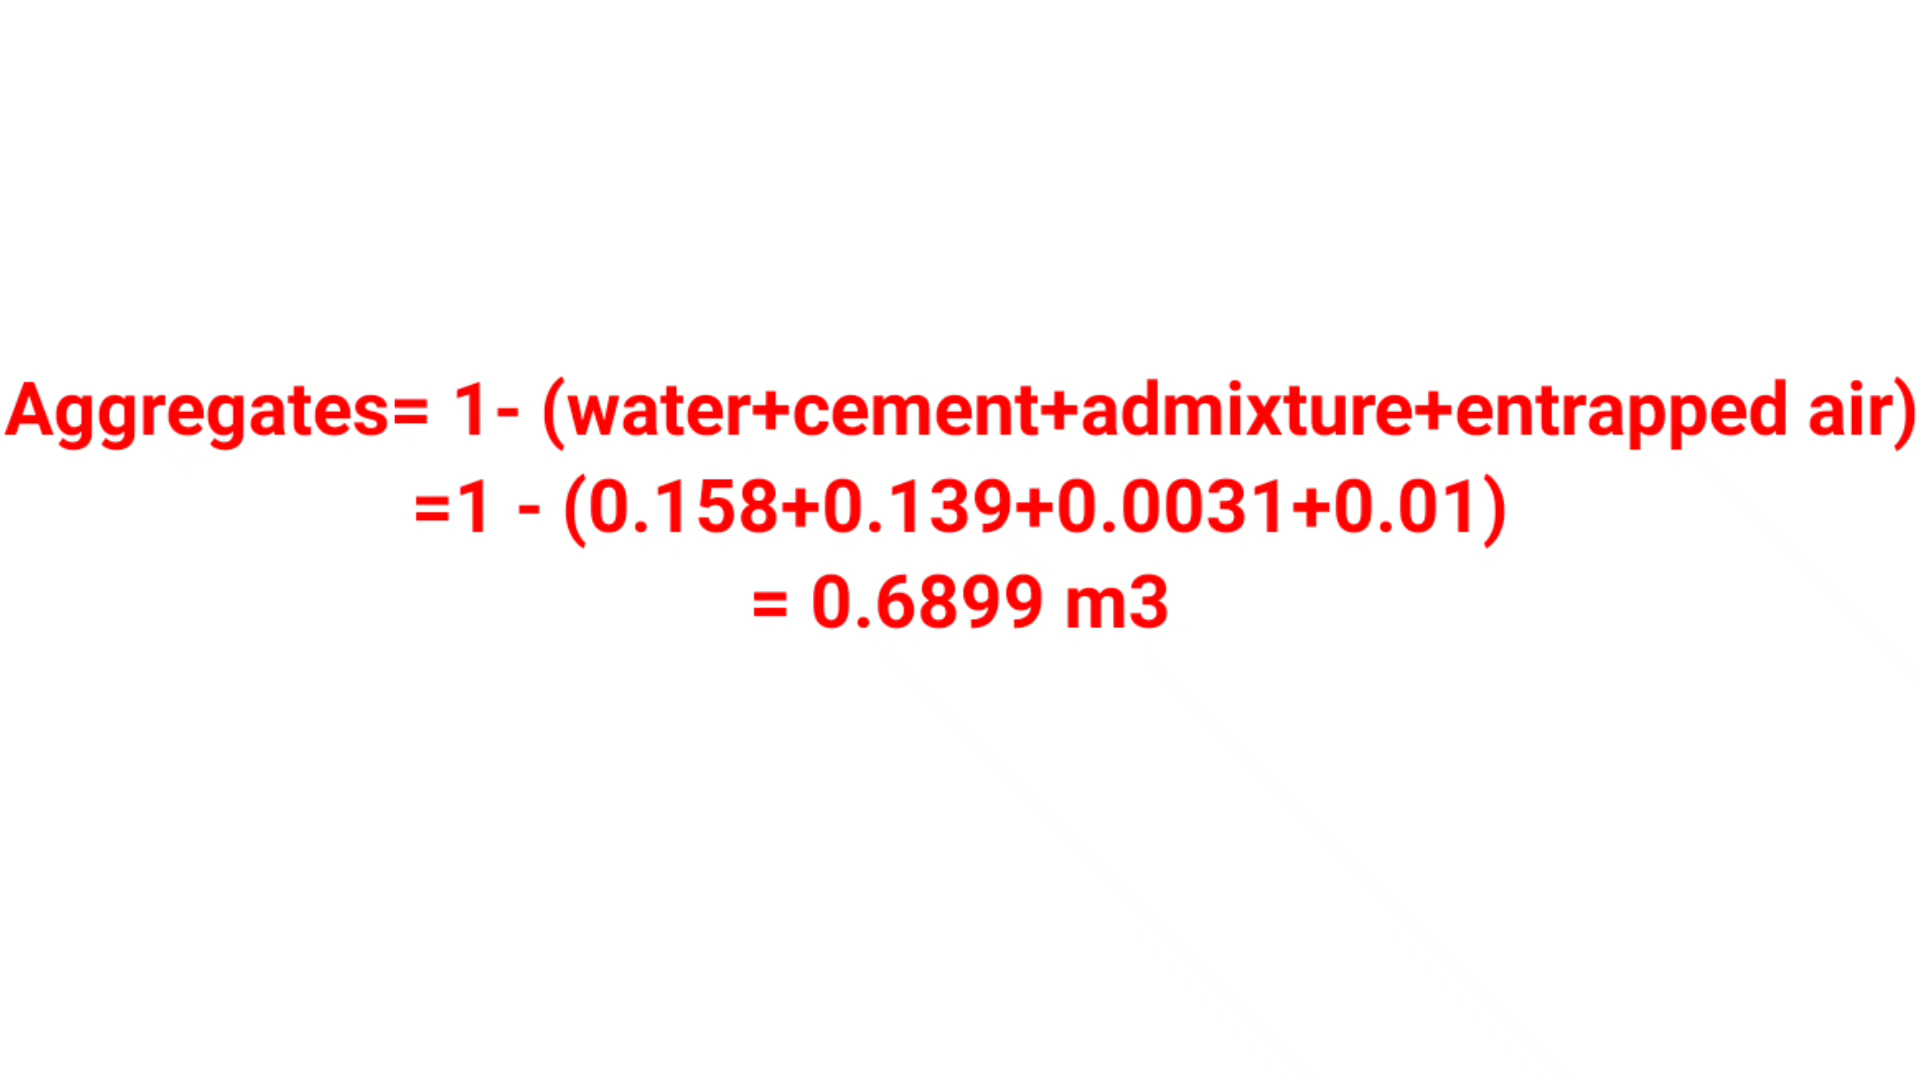 Aggregates= 1- (water+cement+admixture+entrapped air)
=1 - (0.158+0.139+0.0031+0.01)
= 0.6899 m3